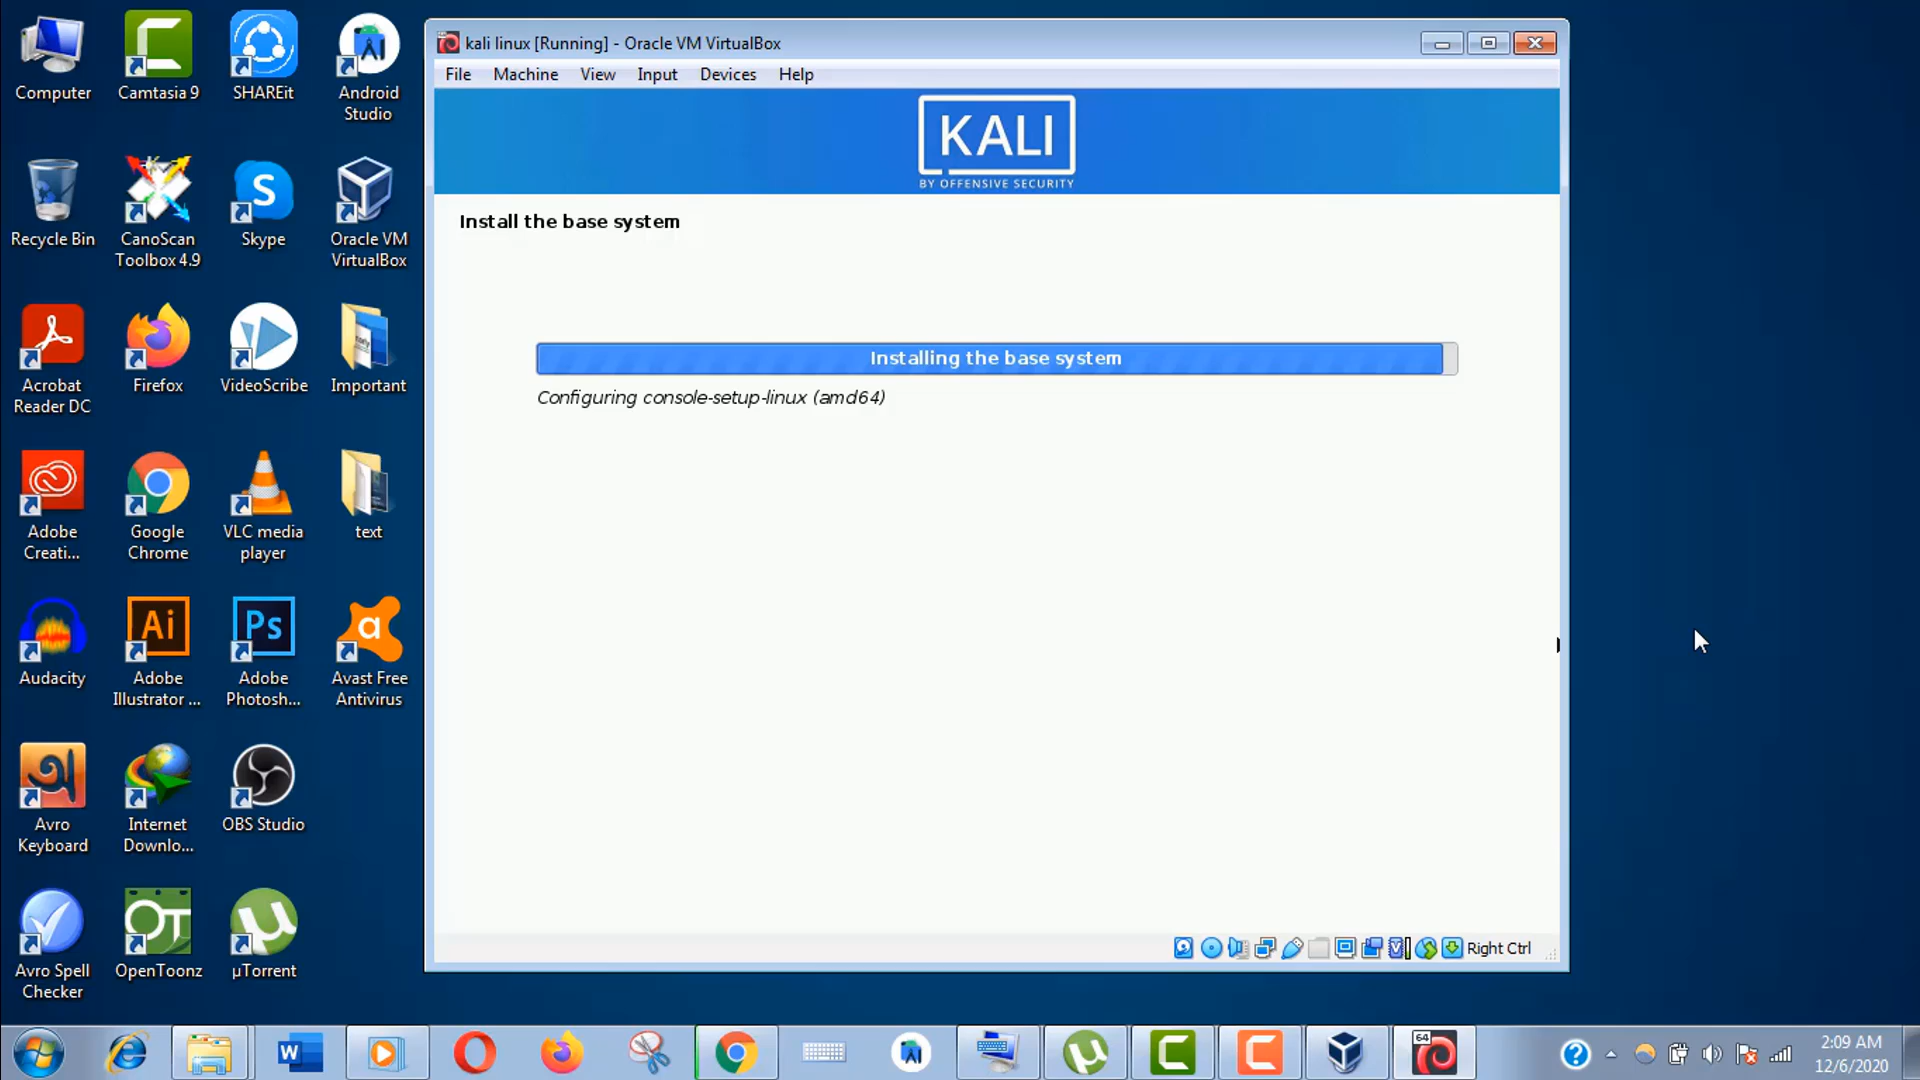 kali linux [Running] - Oracle VM VirtualBox
File Machine View Input Devices Help
KALI
BY OFFENSIVE SECURITY
Install the base system
Installing the base system
Configuring console-setup-linux (amd64)
Right Ctrl
Computer
Camtasia 9
SHAREit
Android
Studio
Recycle Bin
CanoScan
Toolbox 4.9
Skype
Oracle VM
VirtualBox
Acrobat
Reader DC
Firefox
VideoScribe
Important
Adobe
Creati...
Google
Chrome
VLC media
player
text
Audacity
Ai
Adobe
Illustrator ...
Ps
Adobe
Photosh...
a
Avast Free
Antivirus
Avro
Keyboard
Internet
Downlo...
OBS Studio
Avro Spell
Checker
OT
OpenToonz
µ
µTorrent
S
W
64
2:09 AM
12/6/2020